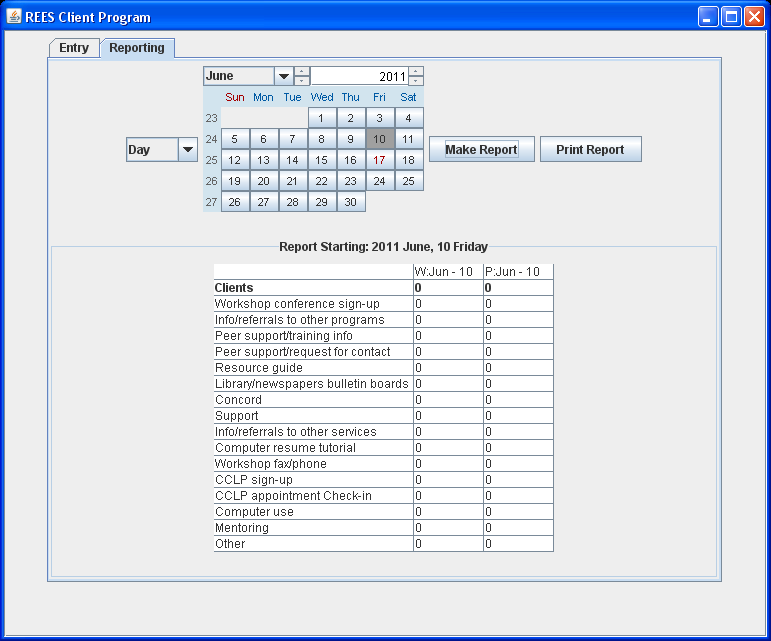 REES Client Program
Entry Reporting
June 2011
Sun Mon Tue Wed Thu Fri Sat
23 1 2 3 4
24 5 6 7 8 9 10 11
Day
Make Report Print Report
25 12 13 14 15 16 17 18
26 19 20 21 22 23 24 25
27 26 27 28 29 30
Report Starting: 2011 June, 10 Friday
W:Jun - 10 P:Jun - 10
Clients 0 0
Workshop conference sign-up 0 0
Info/referrals to other programs 0 0
Peer support/training info 0 0
Peer support/request for contact 0 0
Resource guide 0 0
Library/newspapers bulletin boards 0 0
Concord 0 0
Support 0 0
Info/referrals to other services 0 0
Computer resume tutorial 0 0
Workshop fax/phone 0 0
CCLP sign-up 0 0
CCLP appointment Check-in 0 0
Computer use 0 0
Mentoring 0 0
Other 0 0